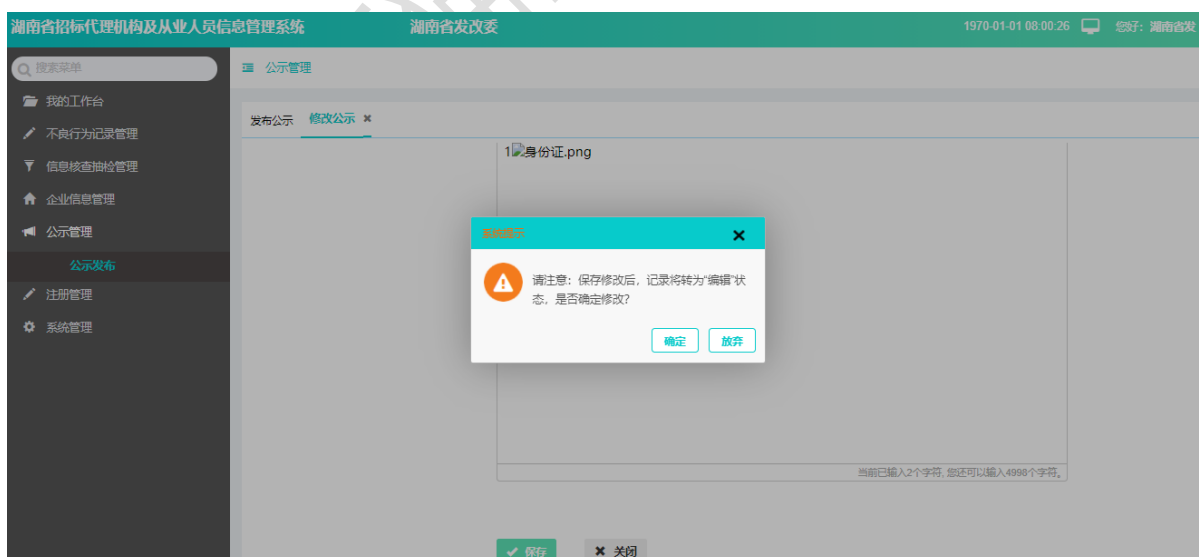 湖南省招标代理机构及从业人员信息管理系统 湖南省发改委 1970-01-01 08:00:26 您好：湖南省发
搜索菜单
公示管理
我的工作台
发布公示 修改公示
不良行为记录管理
1身份证.png
信息核查抽检管理
企业信息管理
公示管理
系统提示
公示发布
请注意：保存修改后，记录将转为“编辑”状
态，是否确定修改？
注册管理
系统管理
确定 放弃
当前已输入2个字符, 您还可以输入4998个字符。
保存 关闭